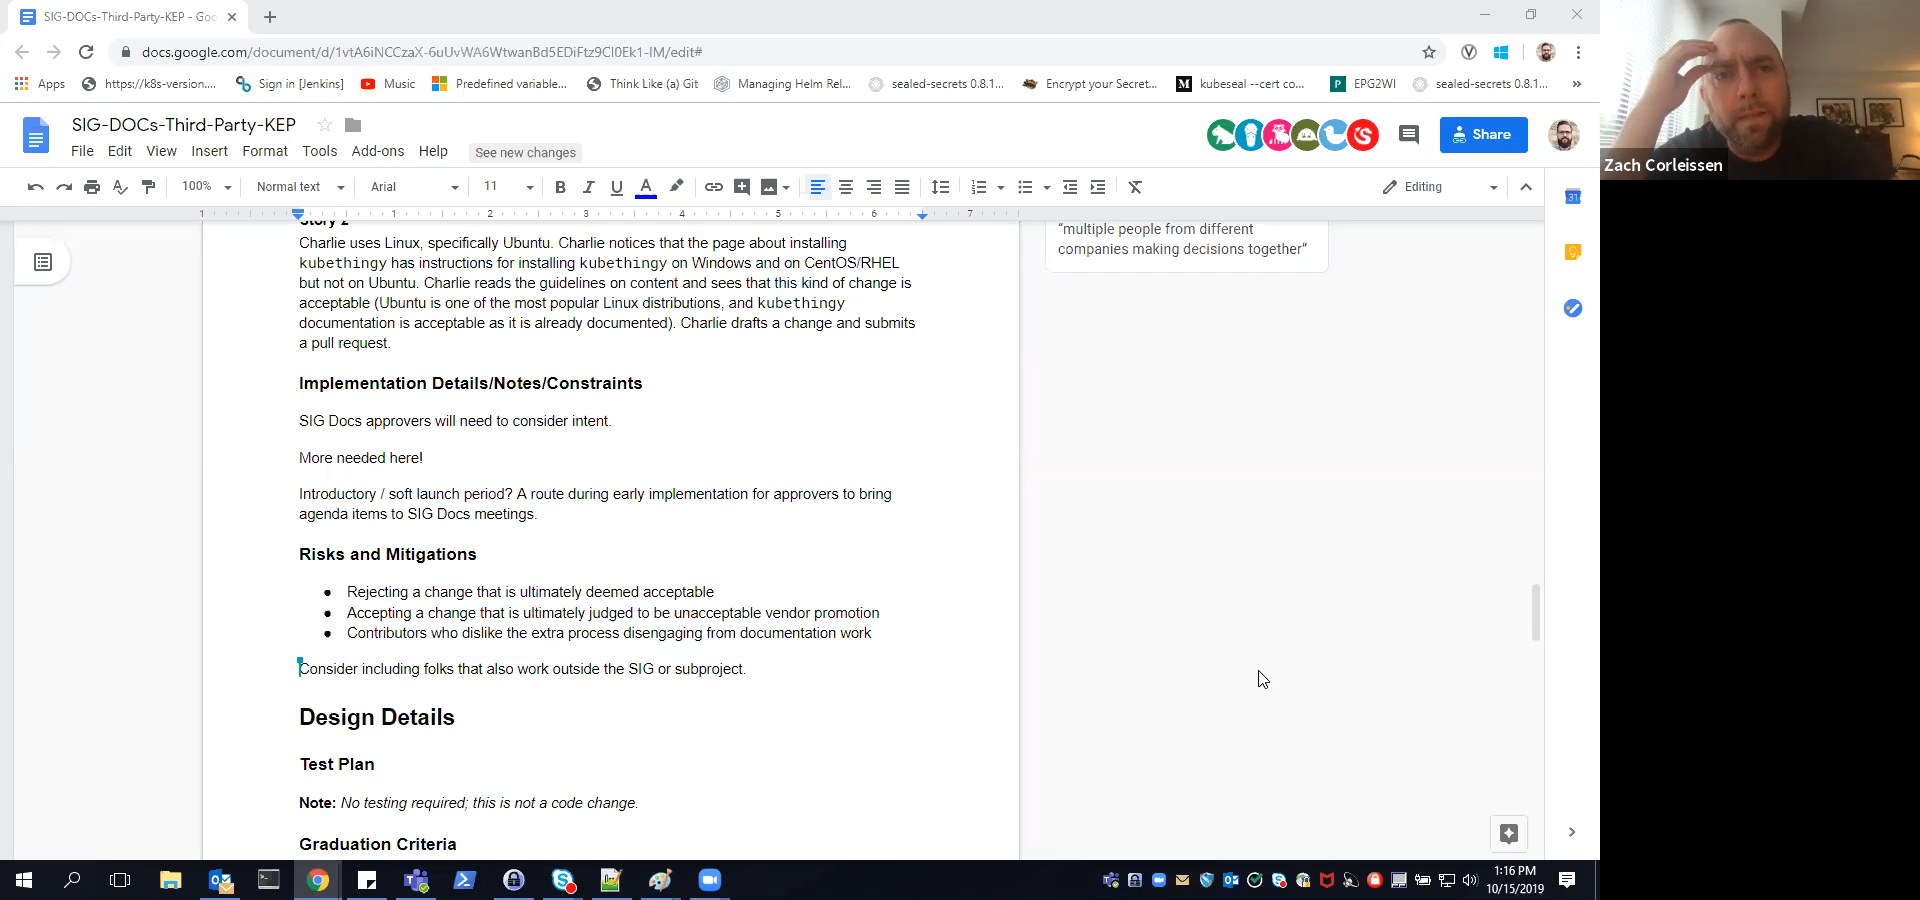 SIG-DOCs-Third-Party-KEP - Goo
docs.google.com/document/d/1vtA6iNCCzaX-6uUvWA6WtwanBd5EDiFtz9Cl0Ek1-IM/edit#
Apps
https://k8s-version....
Sign in [Jenkins]
Music
Predefined variable...
Think Like (a) Git
Managing Helm Rel...
sealed-secrets 0.8.1...
Encrypt your Secret...
kubeseal --cert co...
EPG2WI
sealed-secrets 0.8.1...
»
SIG-DOCs-Third-Party-KEP
File Edit View Insert Format Tools Add-ons Help See new changes
Share
100% Normal text Arial 11 Editing
1 1 2 3 4 5 6 7
31
Story 2
Charlie uses Linux, specifically Ubuntu. Charlie notices that the page about installing
kubethingy has instructions for installing kubethingy on Windows and on CentOS/RHEL
but not on Ubuntu. Charlie reads the guidelines on content and sees that this kind of change is
acceptable (Ubuntu is one of the most popular Linux distributions, and kubethingy
documentation is acceptable as it is already documented). Charlie drafts a change and submits
a pull request.
“multiple people from different
companies making decisions together”
Implementation Details/Notes/Constraints
SIG Docs approvers will need to consider intent.
More needed here!
Introductory / soft launch period? A route during early implementation for approvers to bring
agenda items to SIG Docs meetings.
Risks and Mitigations
● Rejecting a change that is ultimately deemed acceptable
● Accepting a change that is ultimately judged to be unacceptable vendor promotion
● Contributors who dislike the extra process disengaging from documentation work
Consider including folks that also work outside the SIG or subproject.
Design Details
Test Plan
Note: No testing required; this is not a code change.
Graduation Criteria
Zach Corleissen
1:16 PM
10/15/2019